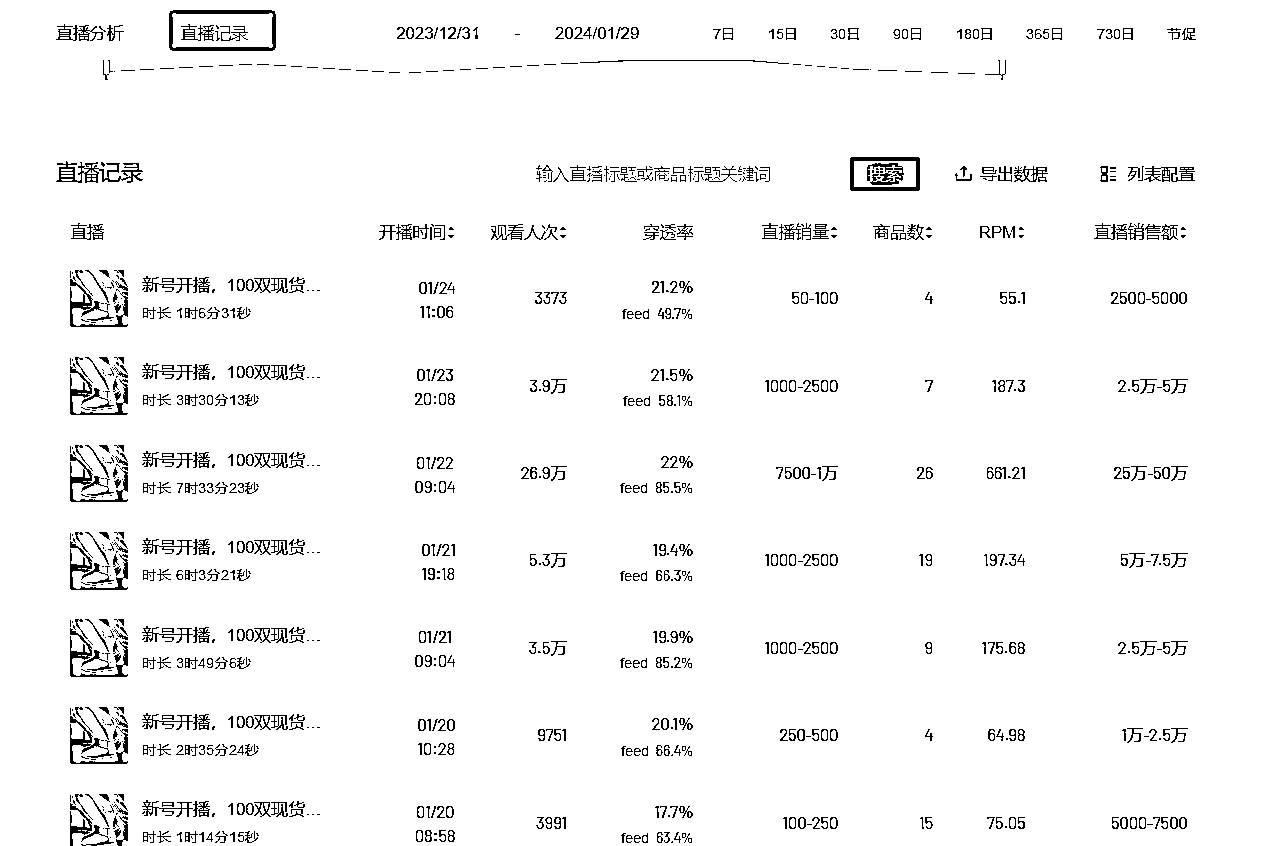 直播分析 直播记录 2023/12/31 - 2024/01/29 7日 15日 30日 90日 180日 365日 730日 节促
直播记录 输入直播标题或商品标题关键词 搜索 导出数据 列表配置
直播 开播时间 观看人次 穿透率 直播销量 商品数 RPM 直播销售额
新号开播，100双现货... 01/24 21.2%
3373 50-100 4 55.1 2500-5000
时长 1时6分31秒 11:06 feed 49.7%
新号开播，100双现货... 01/23 21.5%
3.9万 1000-2500 7 187.3 2.5万-5万
时长 3时30分13秒 20:08 feed 58.1%
新号开播，100双现货... 01/22 22%
26.9万 7500-1万 26 661.21 25万-50万
时长 7时33分23秒 09:04 feed 85.5%
新号开播，100双现货... 01/21 19.4%
5.3万 1000-2500 19 197.34 5万-7.5万
时长 6时3分21秒 19:18 feed 66.3%
新号开播，100双现货... 01/21 19.9%
3.5万 1000-2500 9 175.68 2.5万-5万
时长 3时49分6秒 09:04 feed 85.2%
新号开播，100双现货... 01/20 20.1%
9751 250-500 4 64.98 1万-2.5万
时长 2时35分24秒 10:28 feed 66.4%
新号开播，100双现货... 01/20 17.7%
3991 100-250 15 75.05 5000-7500
时长 1时14分15秒 08:58 feed 63.4%